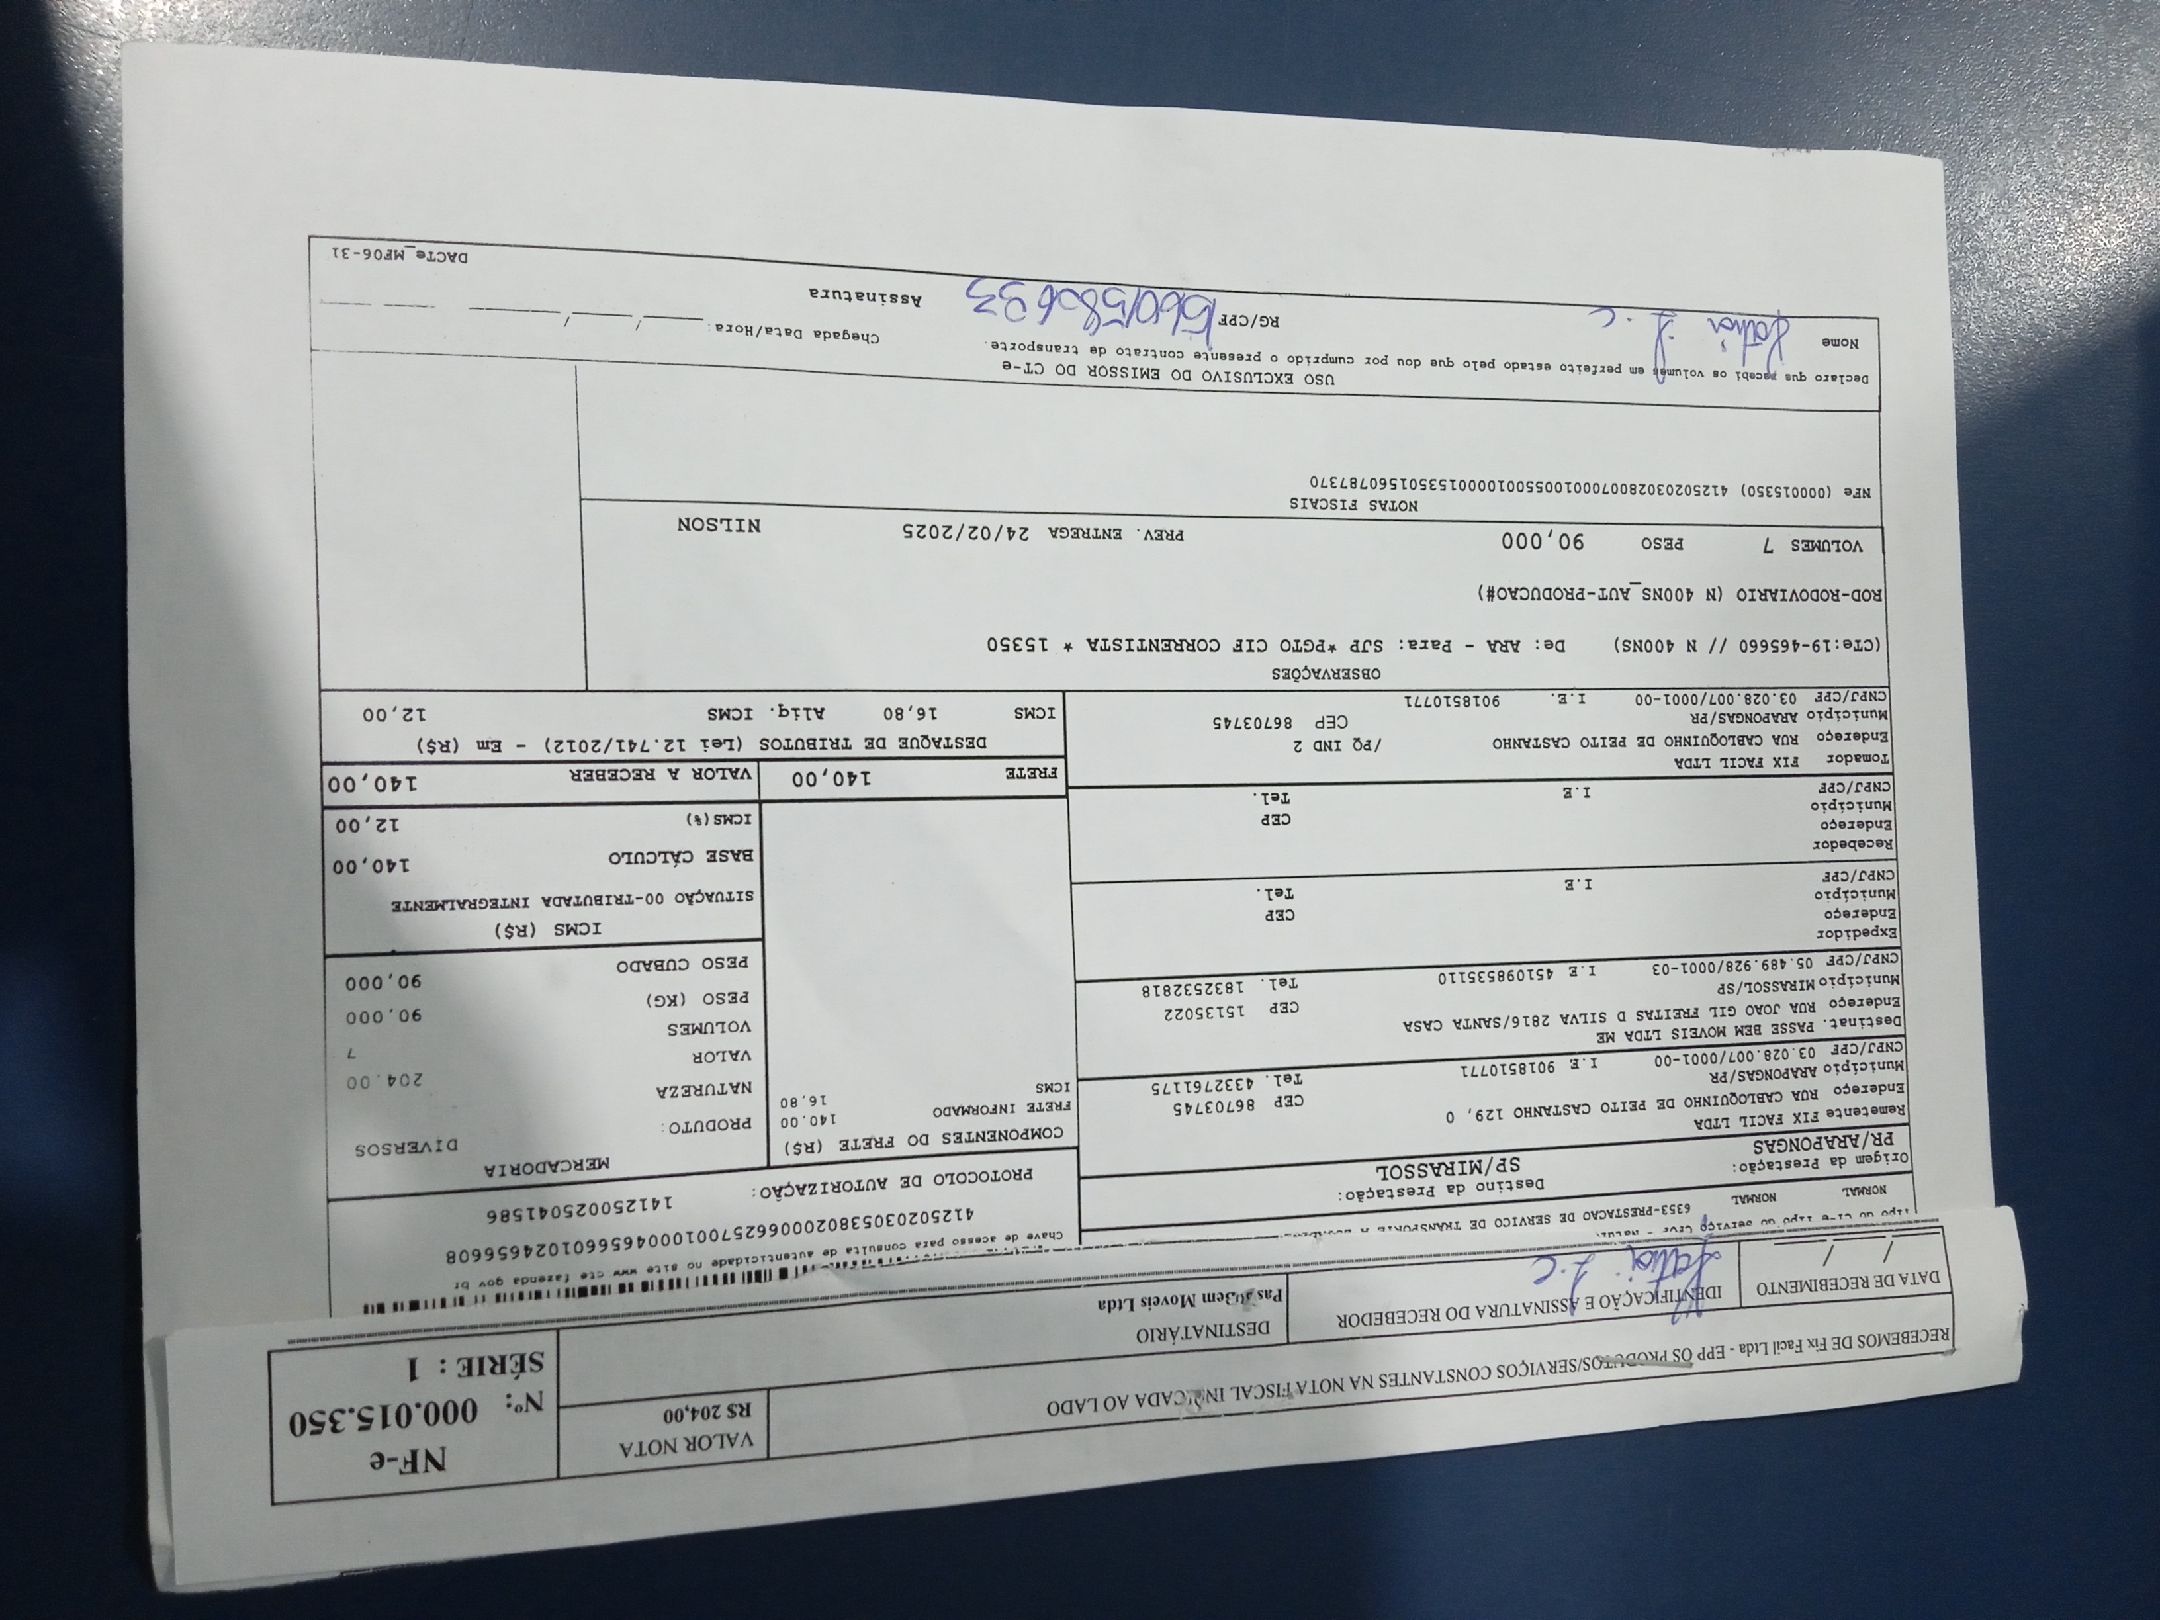 RECEBEMOS DE Fix Facil Ltda - EPP OS PRODUTOS/SERVIÇOS CONSTANTES NA NOTA FISCAL INDICADA AO LADO
VALOR NOTA
R$ 204,00
NF-e
Nº: 000.015.350
SÉRIE : 1
DATA DE RECEBIMENTO
/ /
IDENTIFICAÇÃO E ASSINATURA DO RECEBEDOR
DESTINATÁRIO
Moveis Ltda
NORMAL NORMAL 6353-PRESTACAO DE SERVICO DE TRANSPORTE A
Chave de acesso para consulta de autenticidade no site www cte fazenda gov br
PROTOCOLO DE AUTORIZAÇÃO: 141250025041586
Origem da Prestação:
PR/ARAPONGAS
Destino da Prestação:
SP/MIRASSOL
Remetente FIX FACIL LTDA
Endereço RUA CABLOQUINHO DE PEITO CASTANHO 129, 0
Município ARAPONGAS/PR CEP 86703745
CNPJ/CPF 03.028.007/0001-00 I.E 9018510771 Tel. 4332761175
Destinat. PASSE BEM MOVEIS LTDA ME
Endereço RUA JOAO GIL FREITAS D SILVA 2816/SANTA CASA
Município MIRASSOL/SP CEP 15135022
CNPJ/CPF 05.489.928/0001-03 I.E 451098535110 Tel. 1832532818
Expedidor
Endereço
Município CEP
CNPJ/CPF I.E Tel.
Recebedor
Endereço
Município CEP
CNPJ/CPF I.E Tel.
Tomador FIX FACIL LTDA
Endereço RUA CABLOQUINHO DE PEITO CASTANHO /PQ IND 2
Município ARAPONGAS/PR CEP 86703745
CNPJ/CPF 03.028.007/0001-00 I.E. 9018510771
COMPONENTES DO FRETE (R$)
FRETE INFORMADO 140.00
ICMS 16.80
MERCADORIA
PRODUTO: DIVERSOS
NATUREZA
VALOR 204.00
VOLUMES 7
PESO (KG) 90,000
PESO CUBADO 90,000
ICMS (R$)
SITUAÇÃO 00-TRIBUTADA INTEGRALMENTE
BASE CÁLCULO 140,00
ICMS(%) 12,00
FRETE 140,00 VALOR A RECEBER 140,00
DESTAQUE DE TRIBUTOS (Lei 12.741/2012) - Em (R$)
ICMS 16,80 Aliq. ICMS 12,00
OBSERVAÇÕES
(CTe:19-465660 // N 400NS) De: ARA - Para: SJP *PGTO CIF CORRENTISTA * 15350
ROD-RODOVIARIO (N 400NS_AUT-PRODUCAO#)
VOLUMES 7 PESO 90,000 PREV. ENTREGA 24/02/2025 NILSON
NOTAS FISCAIS
NFe (000015350) 41250203028007000100550010000153501560787370
USO EXCLUSIVO DO EMISSOR DO CT-e
Declaro que recebi os volumes em perfeito estado pelo que dou por cumprido o presente contrato de transporte.
Chegada Data/Hora: / /
Nome
RG/CPF
Assinatura
DACTe_MF06-31